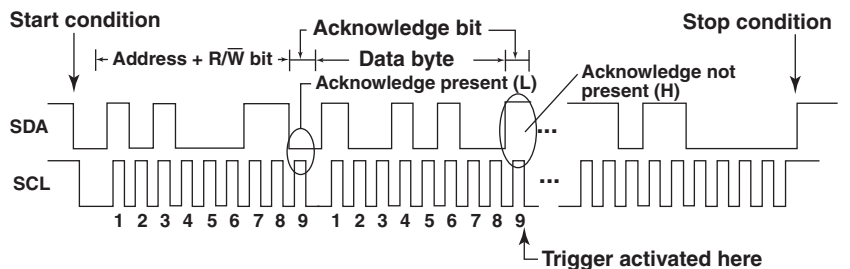 Start condition
Acknowledge bit
Stop condition
Address + R/W̅ bit
Data byte
Acknowledge present (L)
Acknowledge not
present (H)
SDA
...
SCL
...
1 2 3 4 5 6 7 8 9 1 2 3 4 5 6 7 8 9
Trigger activated here